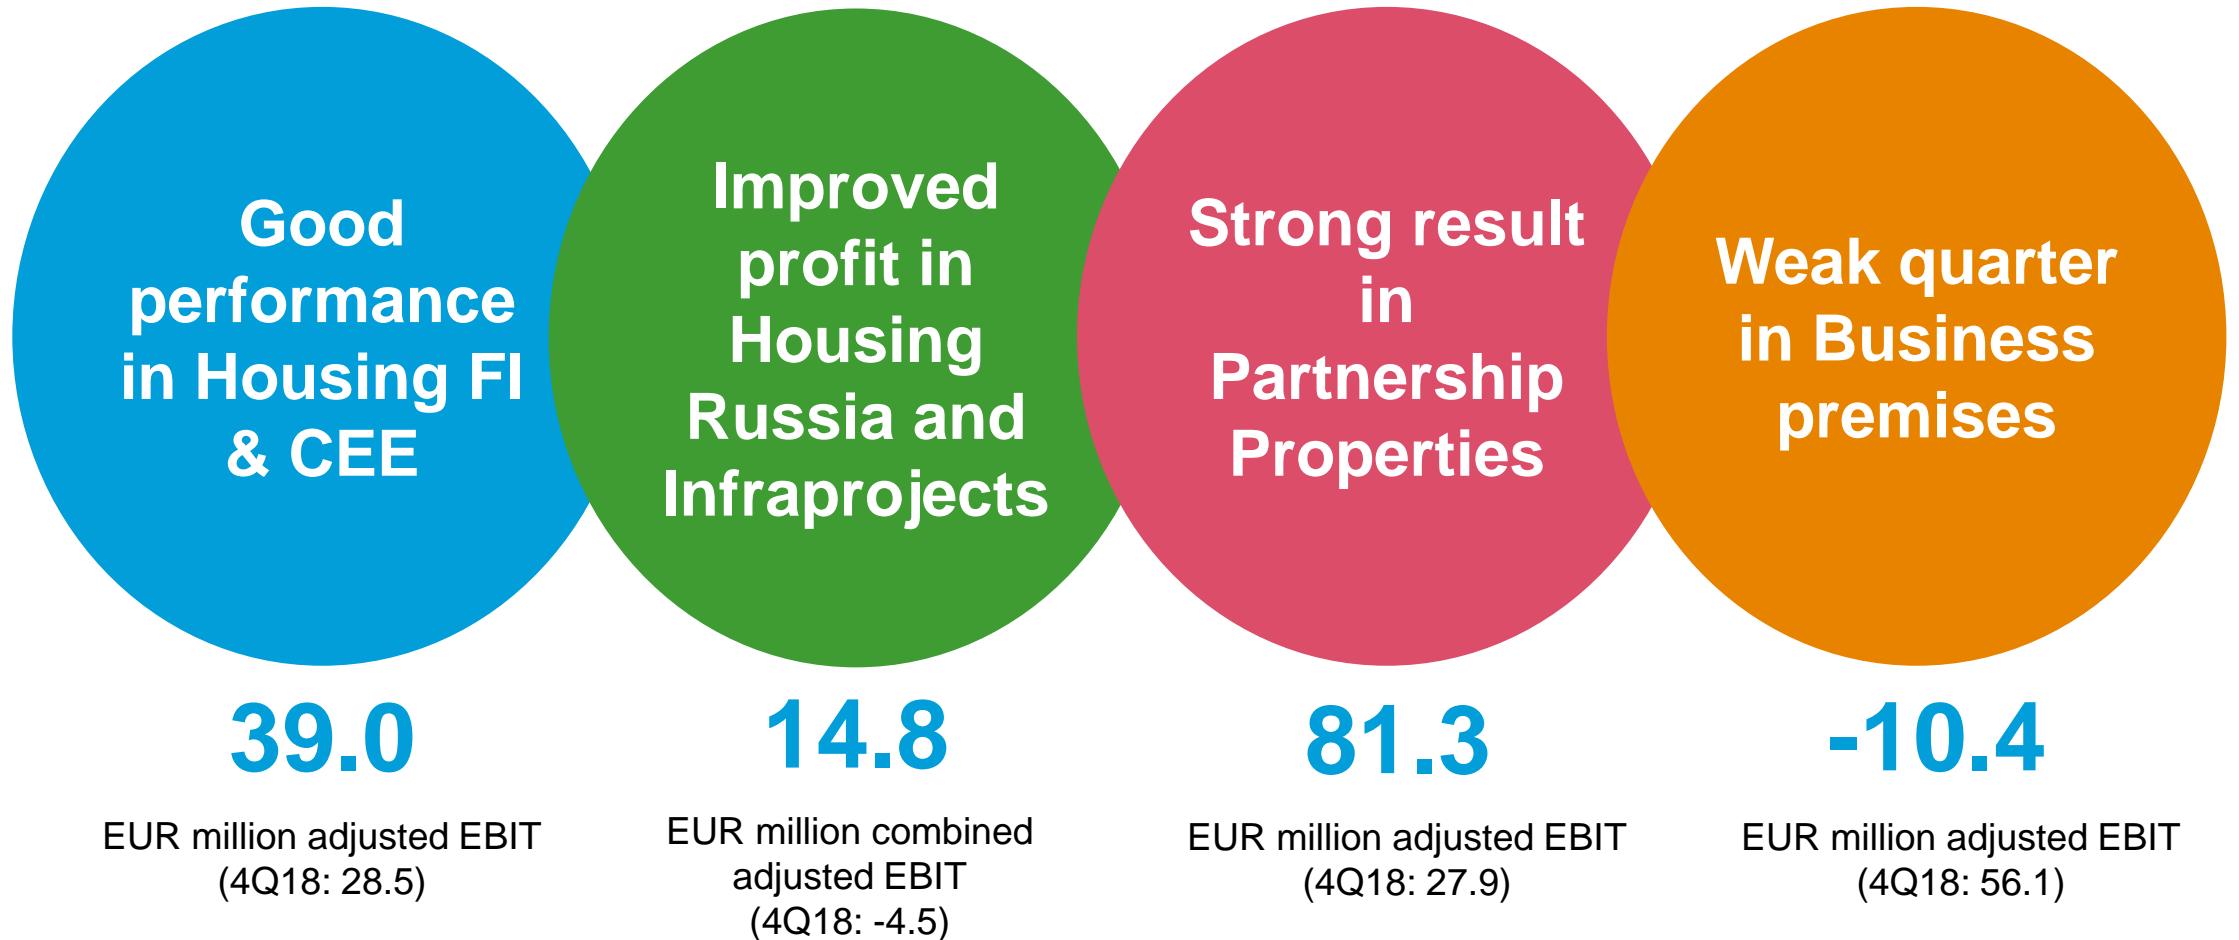 Good
performance
in Housing FI
& CEE
39.0
EUR million adjusted EBIT
(4Q18: 28.5)
Improved
profit in
Housing
Russia and
Infraprojects
14.8
EUR million combined
adjusted EBIT
(4Q18: -4.5)
Strong result
in
Partnership
Properties
81.3
EUR million adjusted EBIT
(4Q18: 27.9)
Weak quarter
in Business
premises
-10.4
EUR million adjusted EBIT
(4Q18: 56.1)